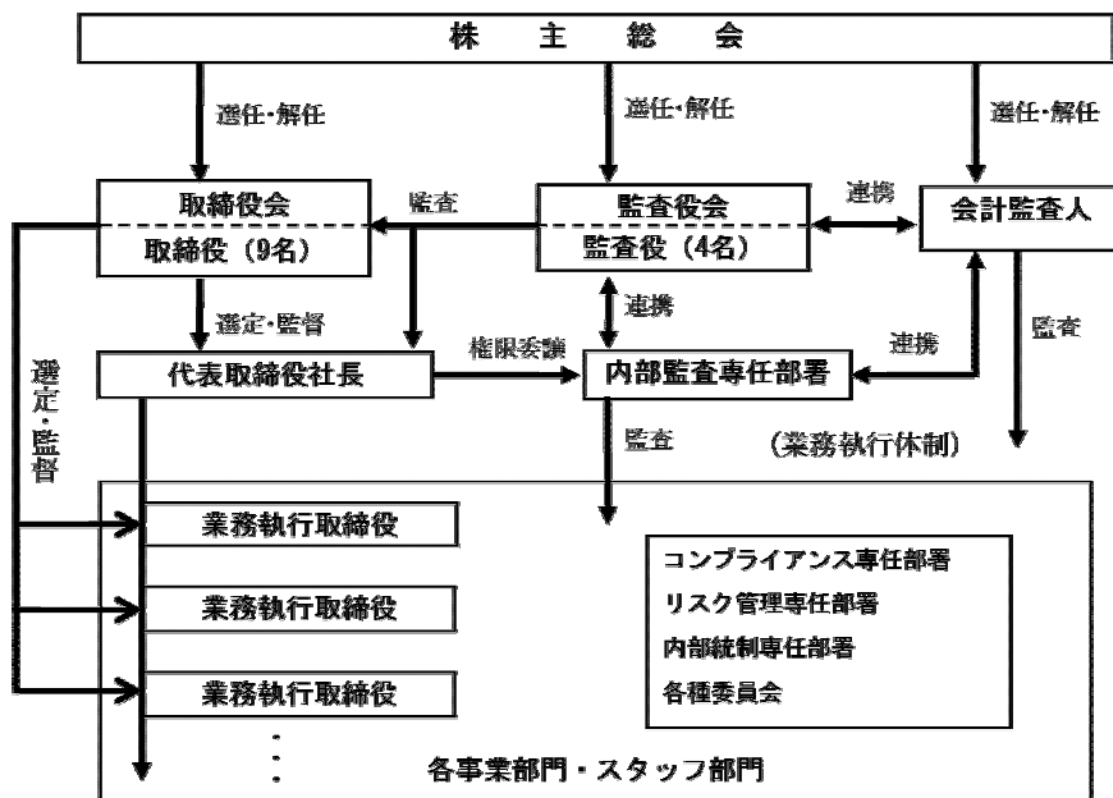 株主総会
選任・解任
選任・解任
選任・解任
取締役会
取締役（9名）
監査
監査役会
監査役（4名）
連携
会計監査人
選定・監督
連携
連携
監査
代表取締役社長
権限委譲
内部監査専任部署
選定・監督
監査
（業務執行体制）
業務執行取締役
業務執行取締役
業務執行取締役
コンプライアンス専任部署
リスク管理専任部署
内部統制専任部署
各種委員会
各事業部門・スタッフ部門